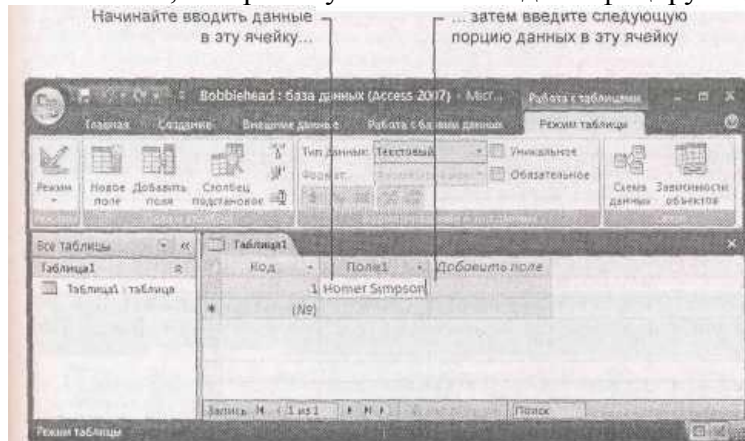 Начинайте вводить данные
в эту ячейку...
... затем введите следующую
порцию данных в эту ячейку
Bobblehead : база данных (Access 2007) -
Работа с таблицами
Главная Создание Внешние данные Работа с базами данных Режим таблицы
Режим
Новое поле
Добавить поля
Столбец подстановок
Тип данных: Текстовый
Формат:
Уникальное
Обязательное
Схема данных
Зависимости объектов
Все таблицы
Таблица1
Таблица1 : таблица
Таблица1
Код Поле1 Добавить поле
1 Homer Simpson
* (№)
Запись: 1 из 1 Поиск
Режим таблицы